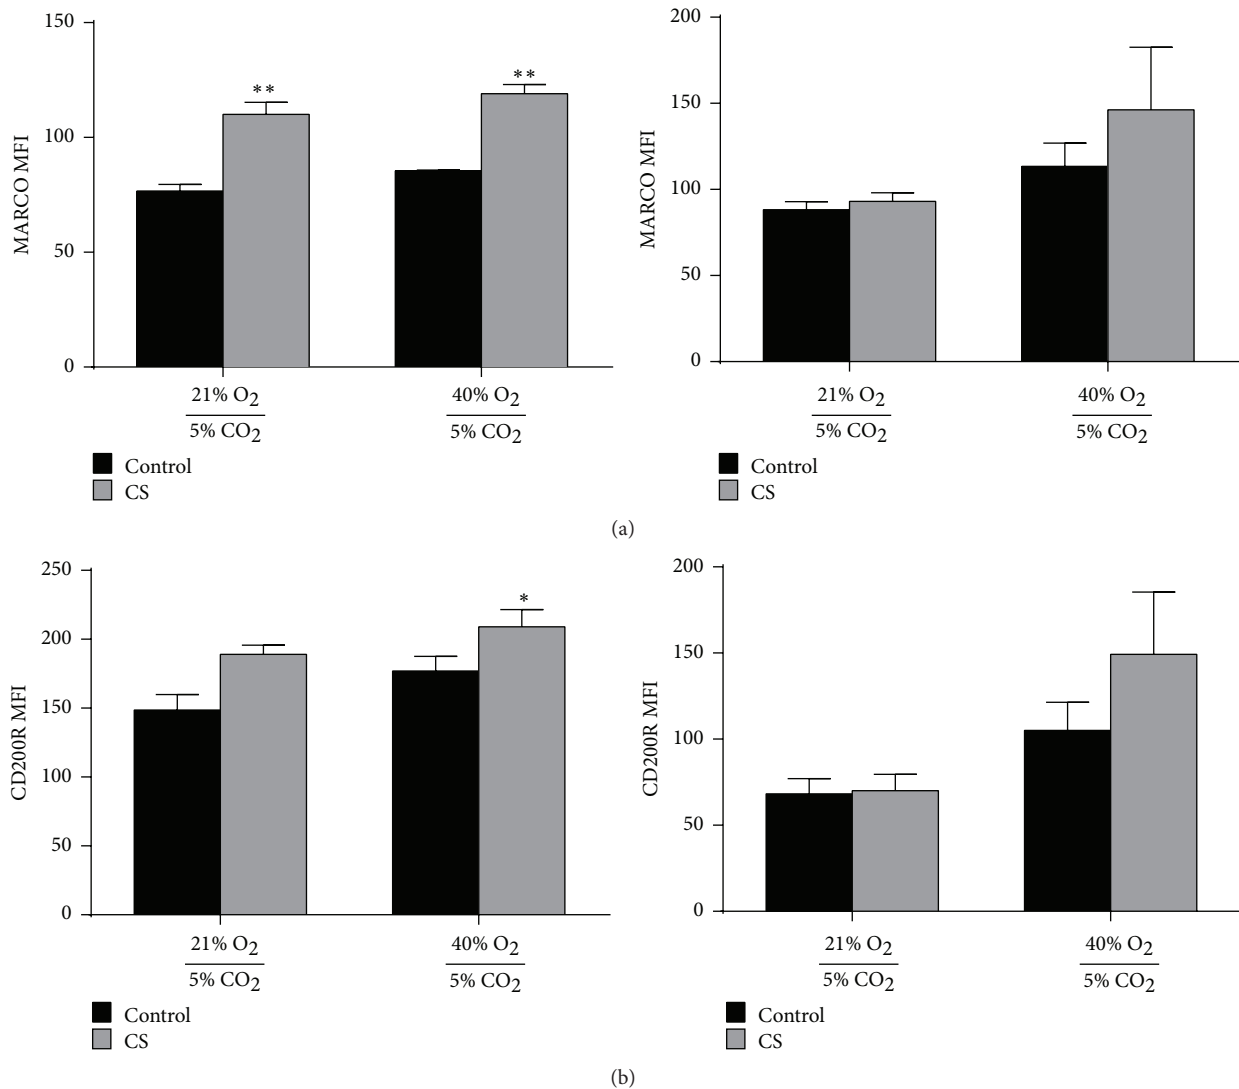 150
100
50
0
MARCO MFI
**
**
21% O2
5% CO2
40% O2
5% CO2
Control
CS
200
150
100
50
0
MARCO MFI
21% O2
5% CO2
40% O2
5% CO2
Control
CS
(a)
250
200
150
100
50
0
CD200R MFI
*
21% O2
5% CO2
40% O2
5% CO2
Control
CS
200
150
100
50
0
CD200R MFI
21% O2
5% CO2
40% O2
5% CO2
Control
CS
(b)